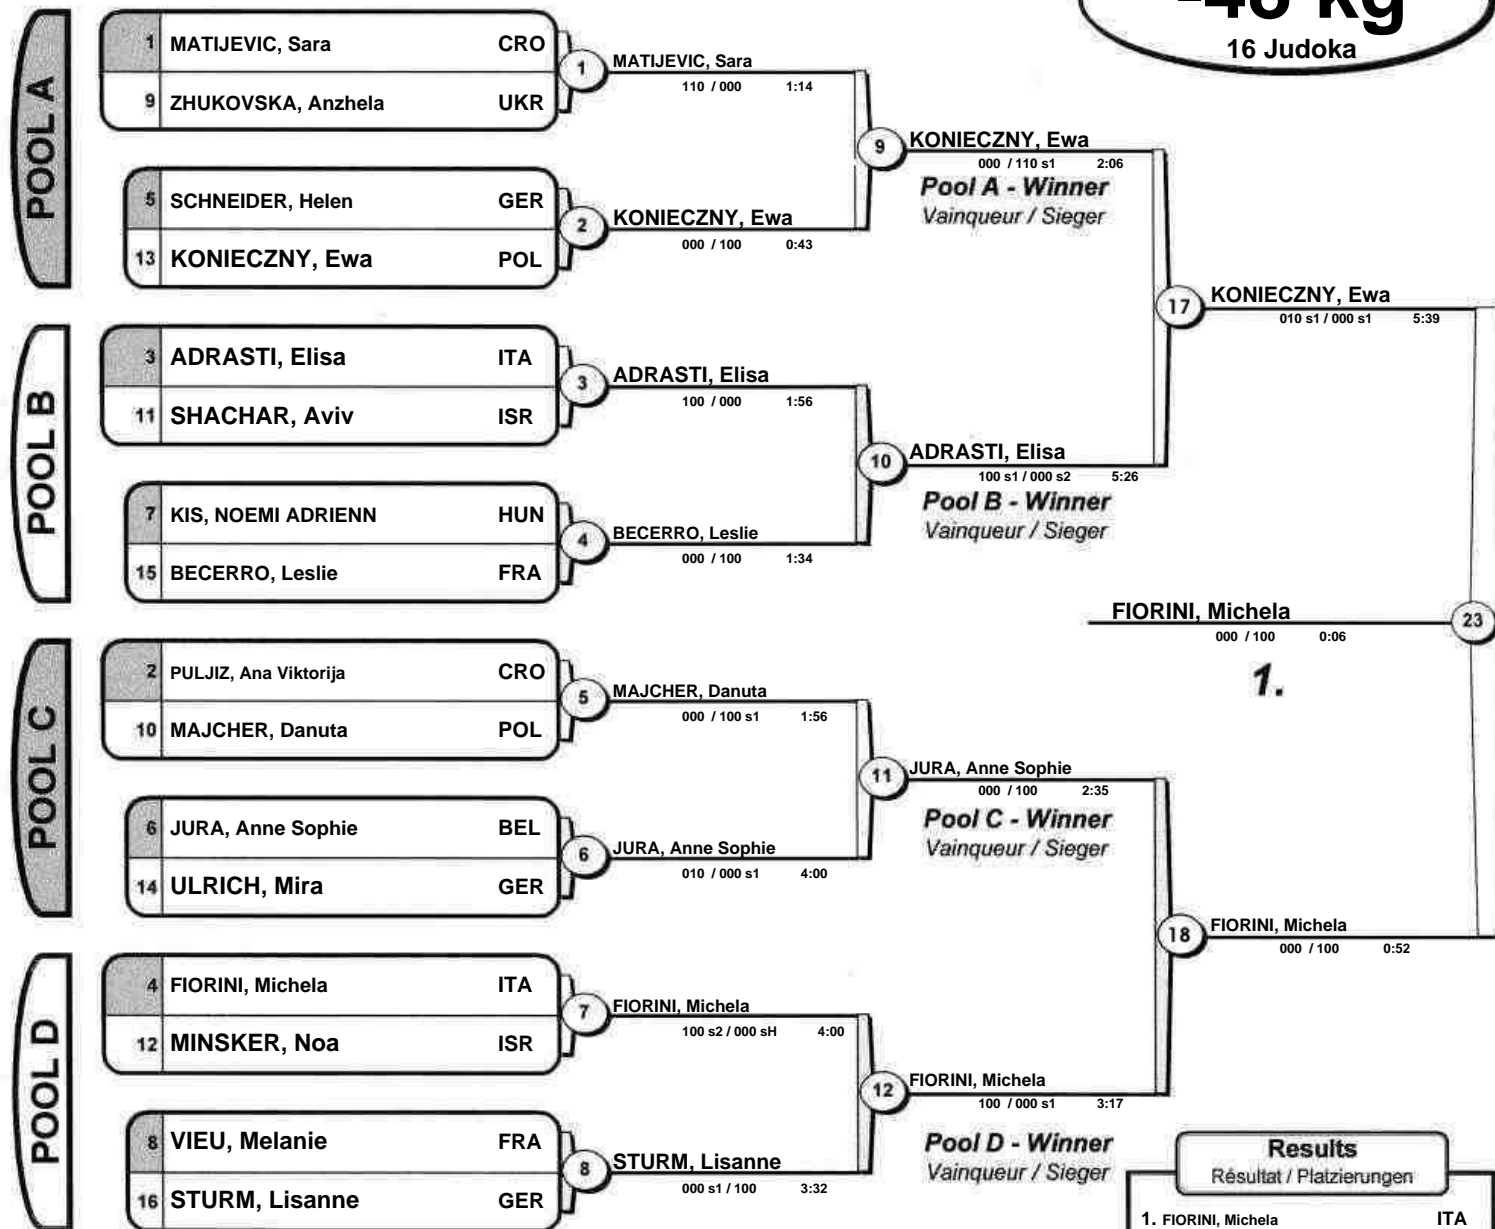 -48 kg
16 Judoka
POOL A
1 MATIJEVIC, Sara CRO
9 ZHUKOVSKA, Anzhela UKR
1 MATIJEVIC, Sara
110 / 000 1:14
5 SCHNEIDER, Helen GER
13 KONIECZNY, Ewa POL
2 KONIECZNY, Ewa
000 / 100 0:43
9 KONIECZNY, Ewa
000 / 110 s1 2:06
Pool A - Winner
Vainqueur / Sieger
POOL B
3 ADRASTI, Elisa ITA
11 SHACHAR, Aviv ISR
3 ADRASTI, Elisa
100 / 000 1:56
7 KIS, NOEMI ADRIENN HUN
15 BECERRO, Leslie FRA
4 BECERRO, Leslie
000 / 100 1:34
10 ADRASTI, Elisa
100 s1 / 000 s2 5:26
Pool B - Winner
Vainqueur / Sieger
17 KONIECZNY, Ewa
010 s1 / 000 s1 5:39
FIORINI, Michela 23
000 / 100 0:06
1.
POOL C
2 PULJIZ, Ana Viktorija CRO
10 MAJCHER, Danuta POL
5 MAJCHER, Danuta
000 / 100 s1 1:56
6 JURA, Anne Sophie BEL
14 ULRICH, Mira GER
6 JURA, Anne Sophie
010 / 000 s1 4:00
11 JURA, Anne Sophie
000 / 100 2:35
Pool C - Winner
Vainqueur / Sieger
18 FIORINI, Michela
000 / 100 0:52
POOL D
4 FIORINI, Michela ITA
12 MINSKER, Noa ISR
7 FIORINI, Michela
100 s2 / 000 sH 4:00
8 VIEU, Melanie FRA
16 STURM, Lisanne GER
8 STURM, Lisanne
000 s1 / 100 3:32
12 FIORINI, Michela
100 / 000 s1 3:17
Pool D - Winner
Vainqueur / Sieger
Results
Résultat / Platzierungen
1. FIORINI, Michela ITA